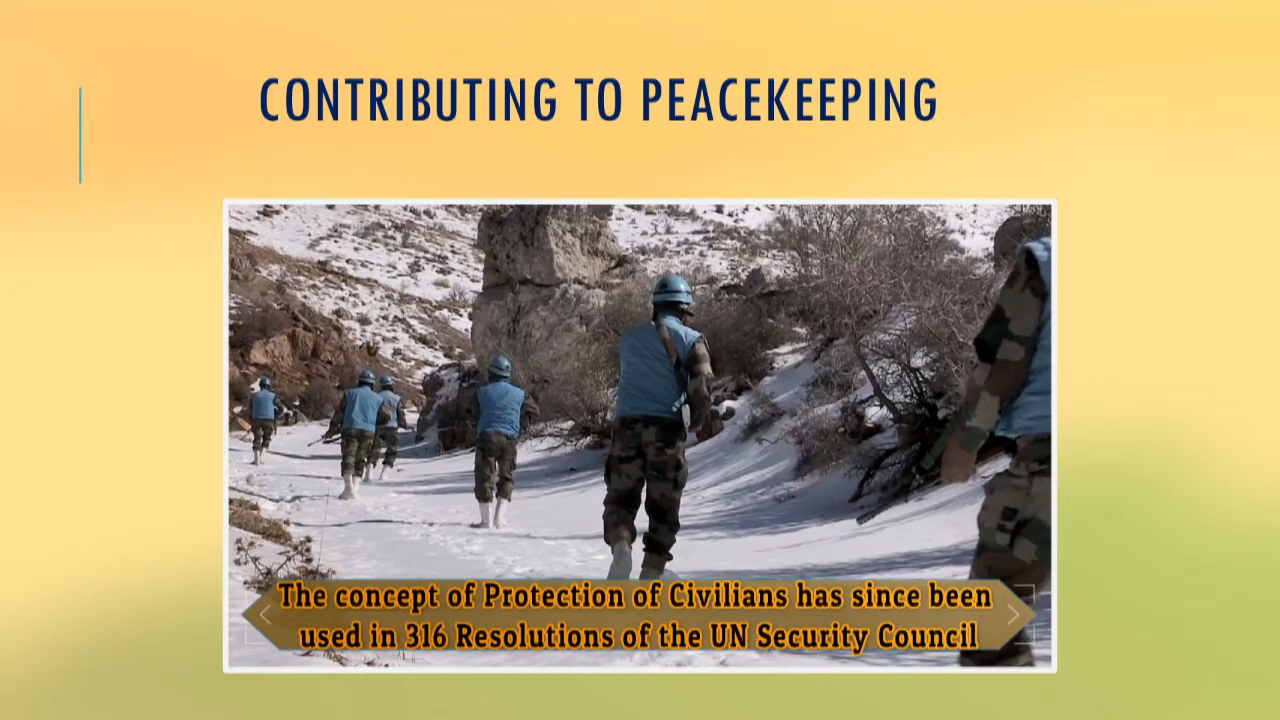 CONTRIBUTING TO PEACEKEEPING
The concept of Protection of Civilians has since been
used in 316 Resolutions of the UN Security Council